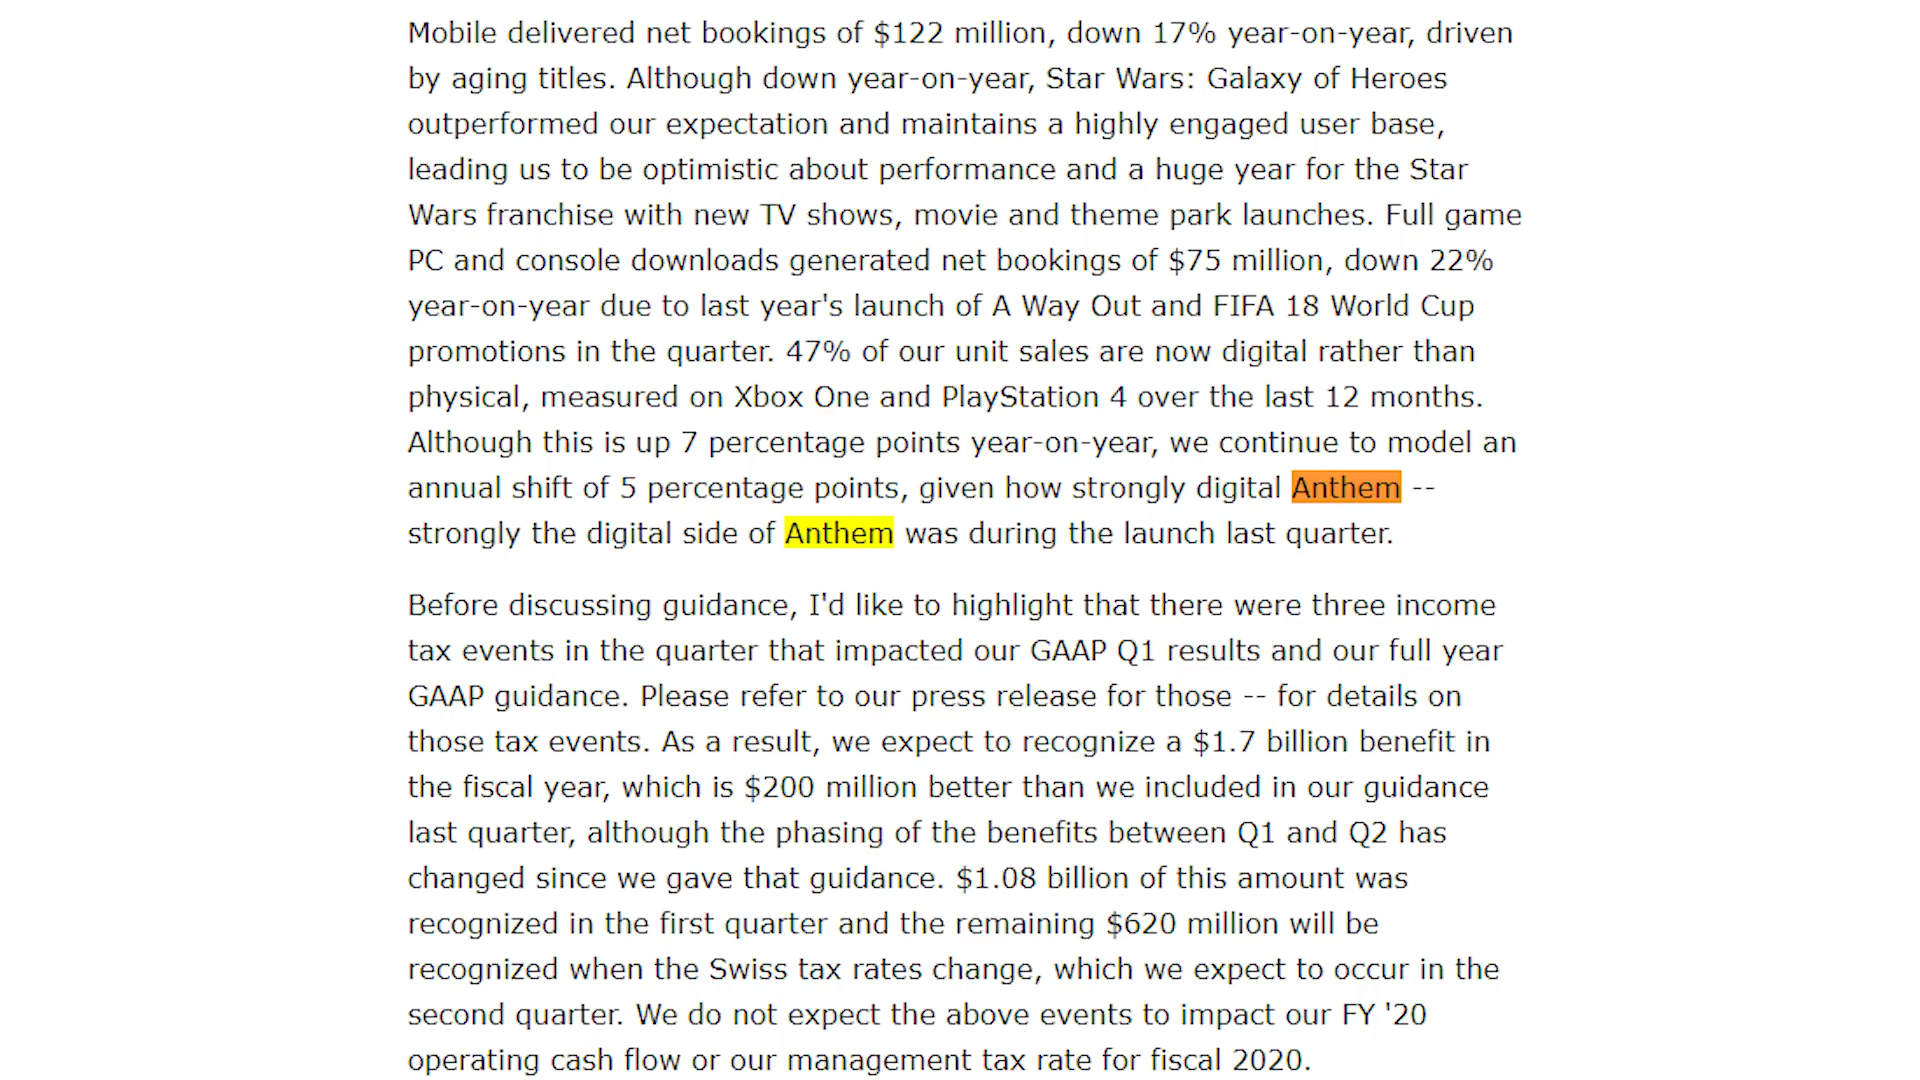 Mobile delivered net bookings of $122 million, down 17% year-on-year, driven
by aging titles. Although down year-on-year, Star Wars: Galaxy of Heroes
outperformed our expectation and maintains a highly engaged user base,
leading us to be optimistic about performance and a huge year for the Star
Wars franchise with new TV shows, movie and theme park launches. Full game
PC and console downloads generated net bookings of $75 million, down 22%
year-on-year due to last year's launch of A Way Out and FIFA 18 World Cup
promotions in the quarter. 47% of our unit sales are now digital rather than
physical, measured on Xbox One and PlayStation 4 over the last 12 months.
Although this is up 7 percentage points year-on-year, we continue to model an
annual shift of 5 percentage points, given how strongly digital Anthem --
strongly the digital side of Anthem was during the launch last quarter.
Before discussing guidance, I'd like to highlight that there were three income
tax events in the quarter that impacted our GAAP Q1 results and our full year
GAAP guidance. Please refer to our press release for those -- for details on
those tax events. As a result, we expect to recognize a $1.7 billion benefit in
the fiscal year, which is $200 million better than we included in our guidance
last quarter, although the phasing of the benefits between Q1 and Q2 has
changed since we gave that guidance. $1.08 billion of this amount was
recognized in the first quarter and the remaining $620 million will be
recognized when the Swiss tax rates change, which we expect to occur in the
second quarter. We do not expect the above events to impact our FY '20
operating cash flow or our management tax rate for fiscal 2020.